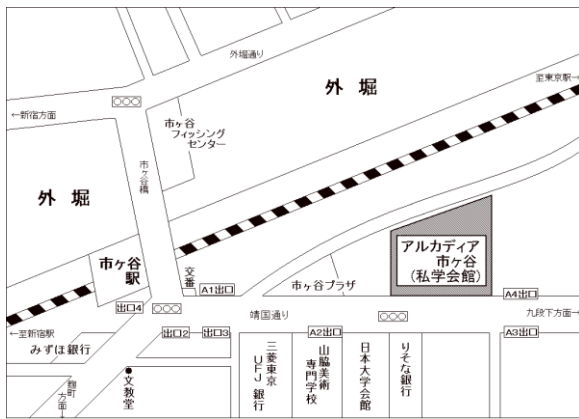 外堀通り
至東京駅→
外堀
○○○
←新宿方面
市ヶ谷
フィッシング
センター
市ヶ谷橋
外堀
アルカディア
市ヶ谷
(私学会館)
市ヶ谷
駅
交番
A1出口
市ヶ谷プラザ
A4出口
出口4
○○○
靖国通り
○○○
九段下方面→
←至新宿駅
出口2
出口3
A2出口
A3出口
みずほ銀行
麹町
方面→
文教堂
三菱東京
UFJ銀行
山脇美術
専門学校
日本大学会館
りそな銀行